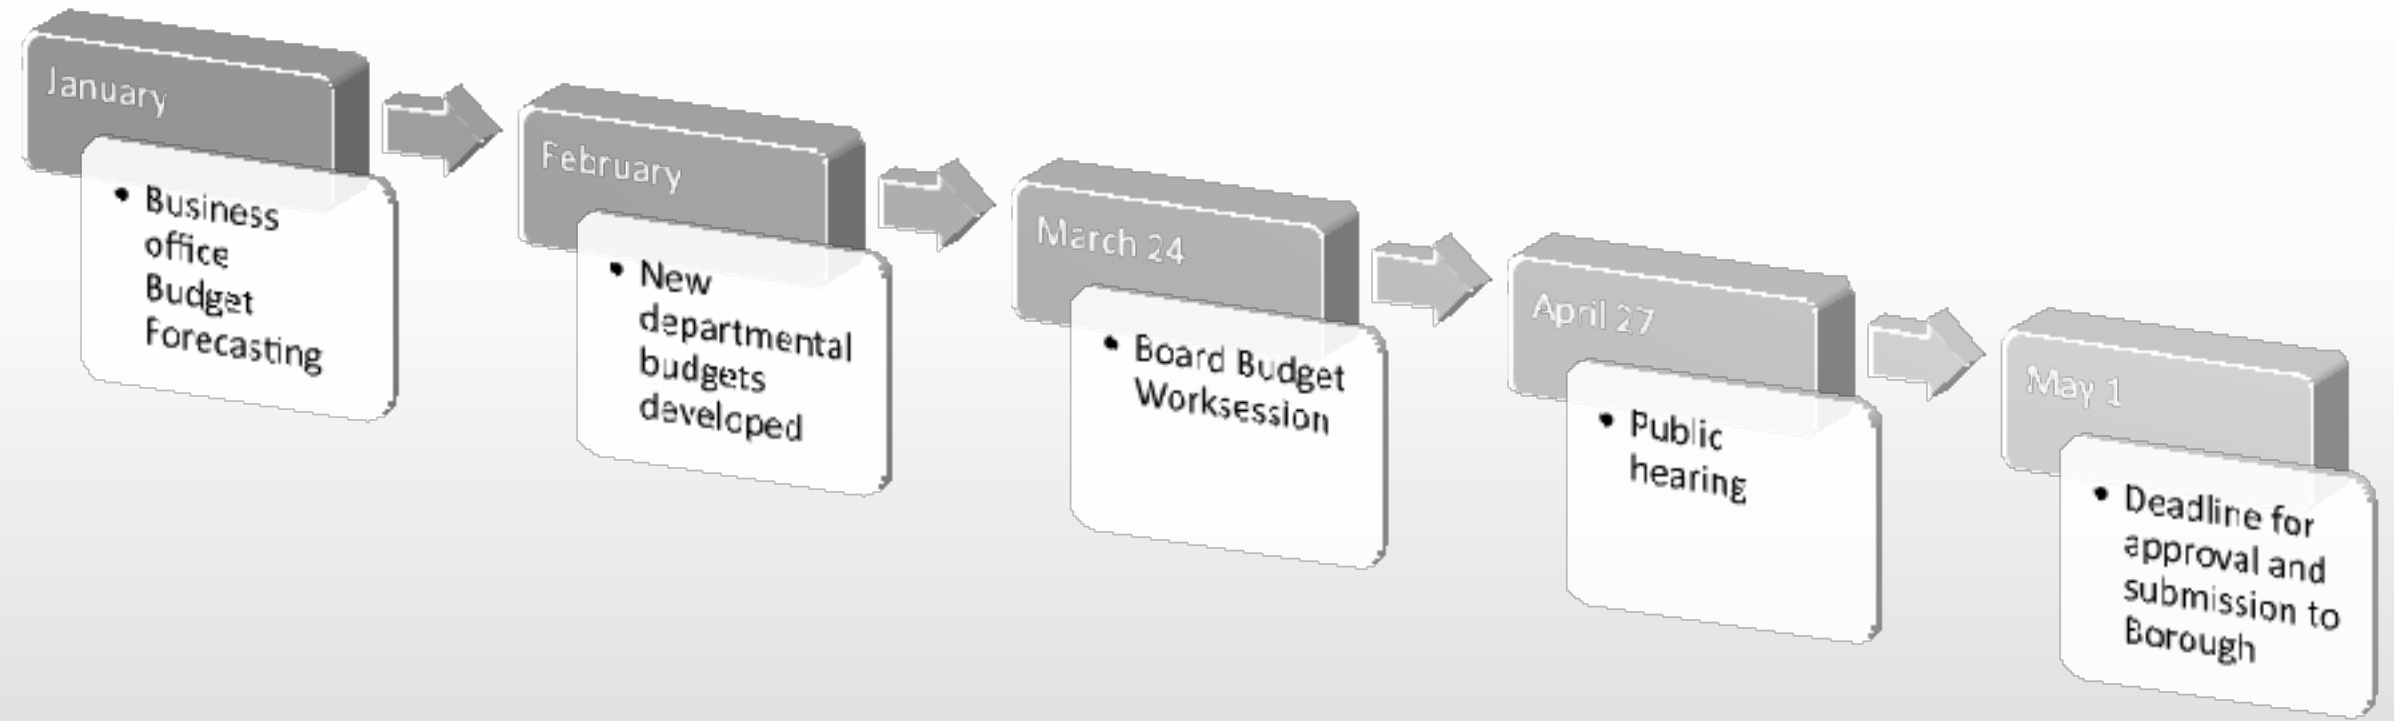 January
• Business
office
Budget
Forecasting
February
• New
departmental
budgets
developed
March 24
• Board Budget
Worksession
April 27
• Public
hearing
May 1
• Deadline for
approval and
submission to
Borough